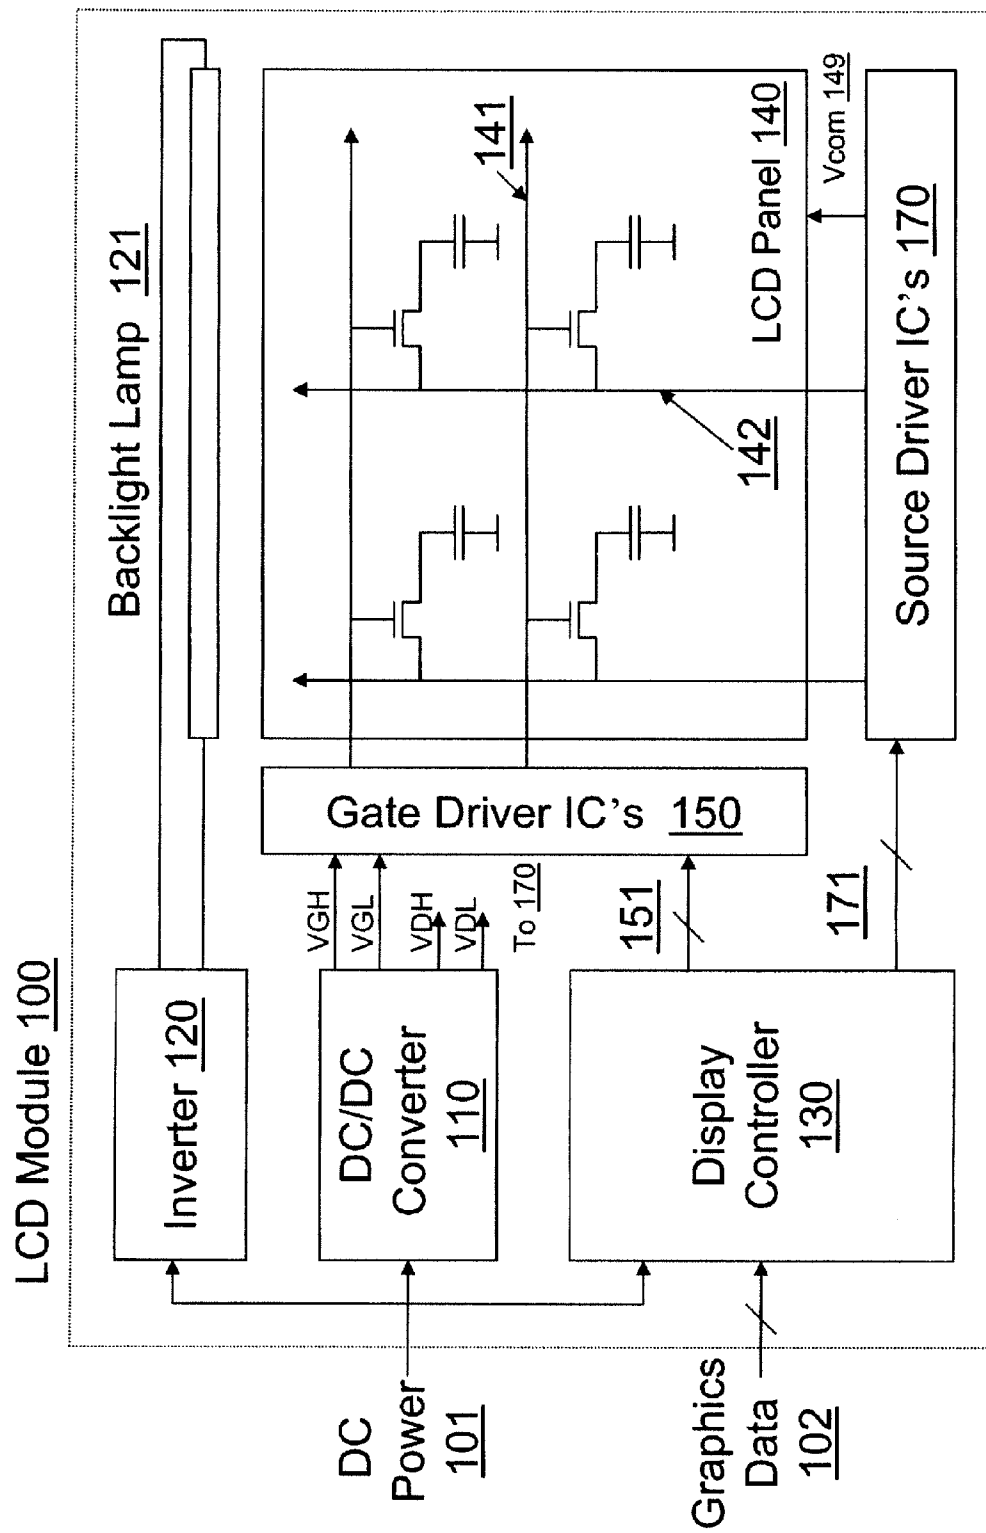 LCD Module 100
Backlight Lamp 121
Inverter 120
DC
Power
101
DC/DC
Converter
110
VGH
VGL
VDH
VDL
To 170
Gate Driver IC's 150
141
142
LCD Panel 140
Vcom 149
Graphics
Data
102
Display
Controller
130
151
171
Source Driver IC's 170